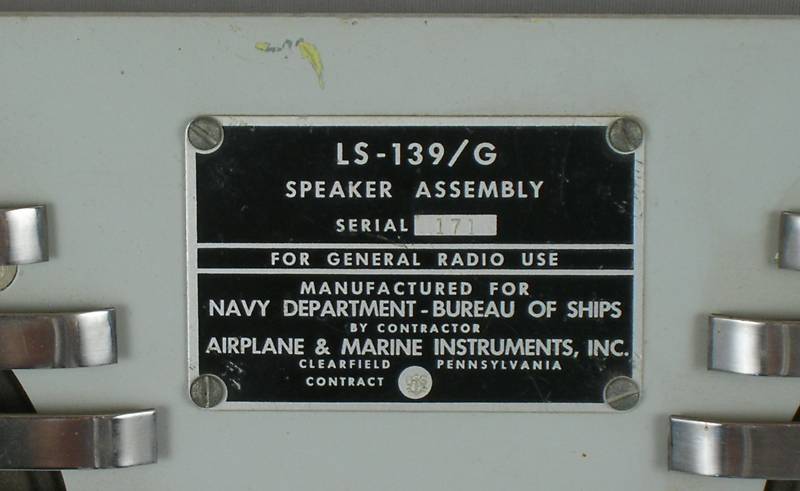 LS-139/G
SPEAKER ASSEMBLY
SERIAL 171
FOR GENERAL RADIO USE
MANUFACTURED FOR
NAVY DEPARTMENT - BUREAU OF SHIPS
BY CONTRACTOR
AIRPLANE & MARINE INSTRUMENTS, INC.
CLEARFIELD PENNSYLVANIA
CONTRACT